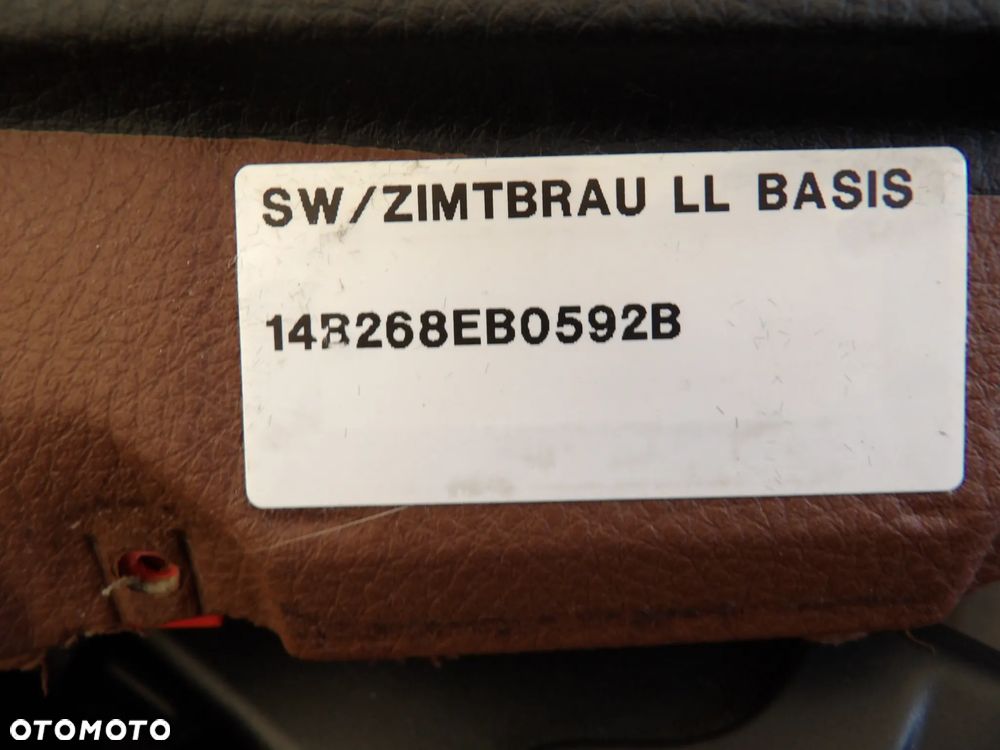 SW/ZIMTBRAU LL BASIS
14B268EB0592B
OTOMOTO